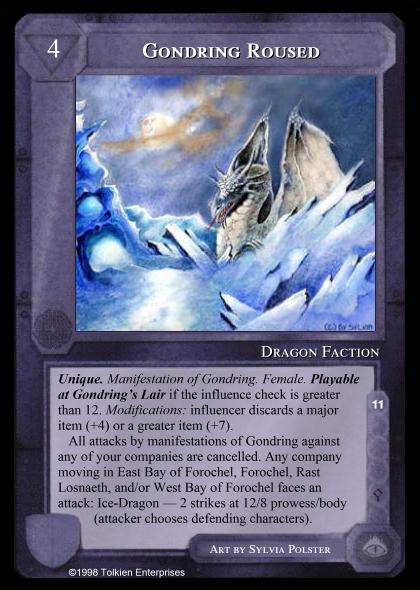 4
GONDRING ROUSED
(C) By Sylvia
DRAGON FACTION
Unique. Manifestation of Gondring. Female. Playable
at Gondring's Lair if the influence check is greater
than 12. Modifications: influencer discards a major
item (+4) or a greater item (+7).
All attacks by manifestations of Gondring against
any of your companies are cancelled. Any company
moving in East Bay of Forochel, Forochel, Rast
Losnaeth, and/or West Bay of Forochel faces an
attack: Ice-Dragon — 2 strikes at 12/8 prowess/body
(attacker chooses defending characters).
11
ART BY SYLVIA POLSTER
©1998 Tolkien Enterprises